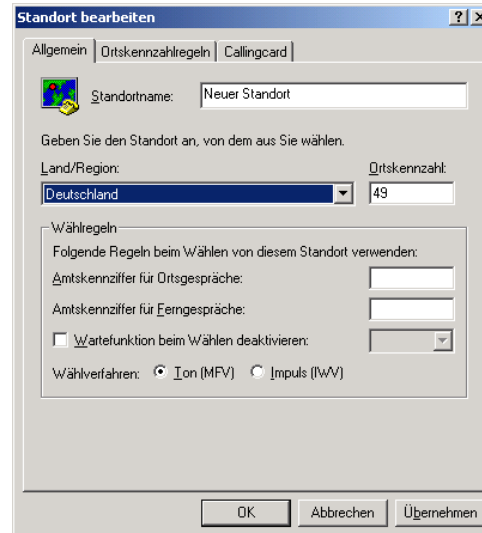 Standort bearbeiten
Allgemein Ortskennzahlregeln Callingcard
Standortname: Neuer Standort
Geben Sie den Standort an, von dem aus Sie wählen.
Land/Region: Ortskennzahl:
Deutschland 49
Wählregeln
Folgende Regeln beim Wählen von diesem Standort verwenden:
Amtskennziffer für Ortsgespräche:
Amtskennziffer für Ferngespräche:
Wartefunktion beim Wählen deaktivieren:
Wählverfahren: Ton (MFV) Impuls (IWV)
OK Abbrechen Übernehmen